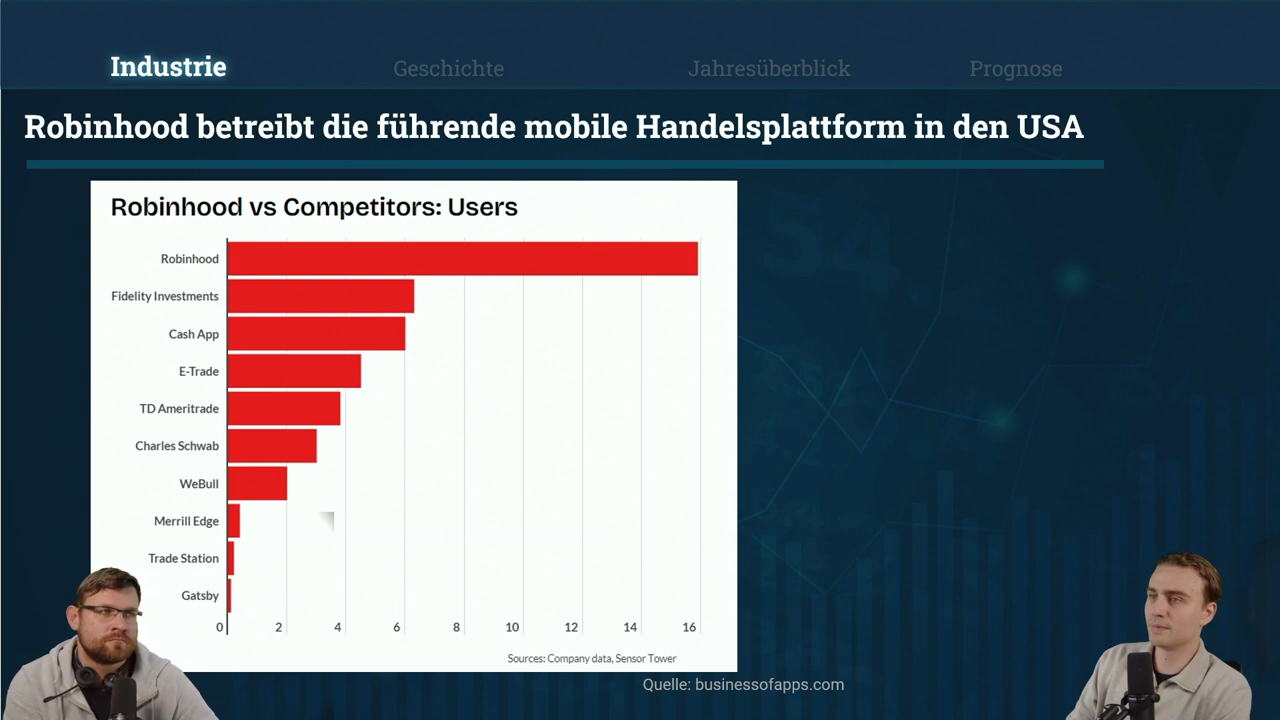 Industrie Geschichte Jahresüberblick Prognose
Robinhood betreibt die führende mobile Handelsplattform in den USA
Robinhood vs Competitors: Users
Robinhood
Fidelity Investments
Cash App
E-Trade
TD Ameritrade
Charles Schwab
WeBull
Merrill Edge
Trade Station
Gatsby
0 2 4 6 8 10 12 14 16
Sources: Company data, Sensor Tower
Quelle: businessofapps.com